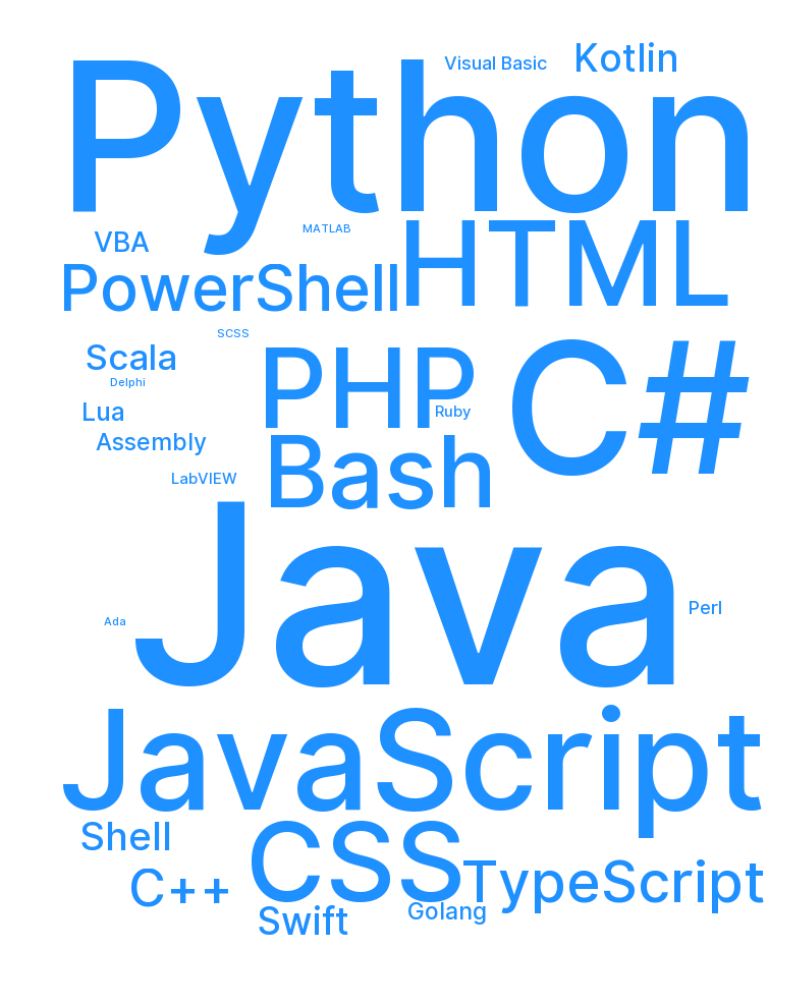 Visual Basic
Kotlin
Python
MATLAB
VBA
HTML
PowerShell
SCSS
Scala
PHP
C#
Delphi
Lua
Ruby
Assembly
Bash
LabVIEW
Java
Perl
Ada
JavaScript
Shell
CSS
C++
TypeScript
Golang
Swift